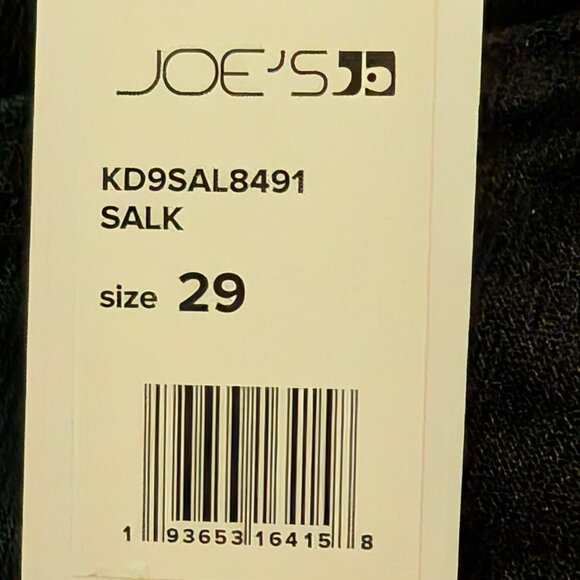 JOE'S
KD9SAL8491
SALK
size 29
1 93653 16415 8